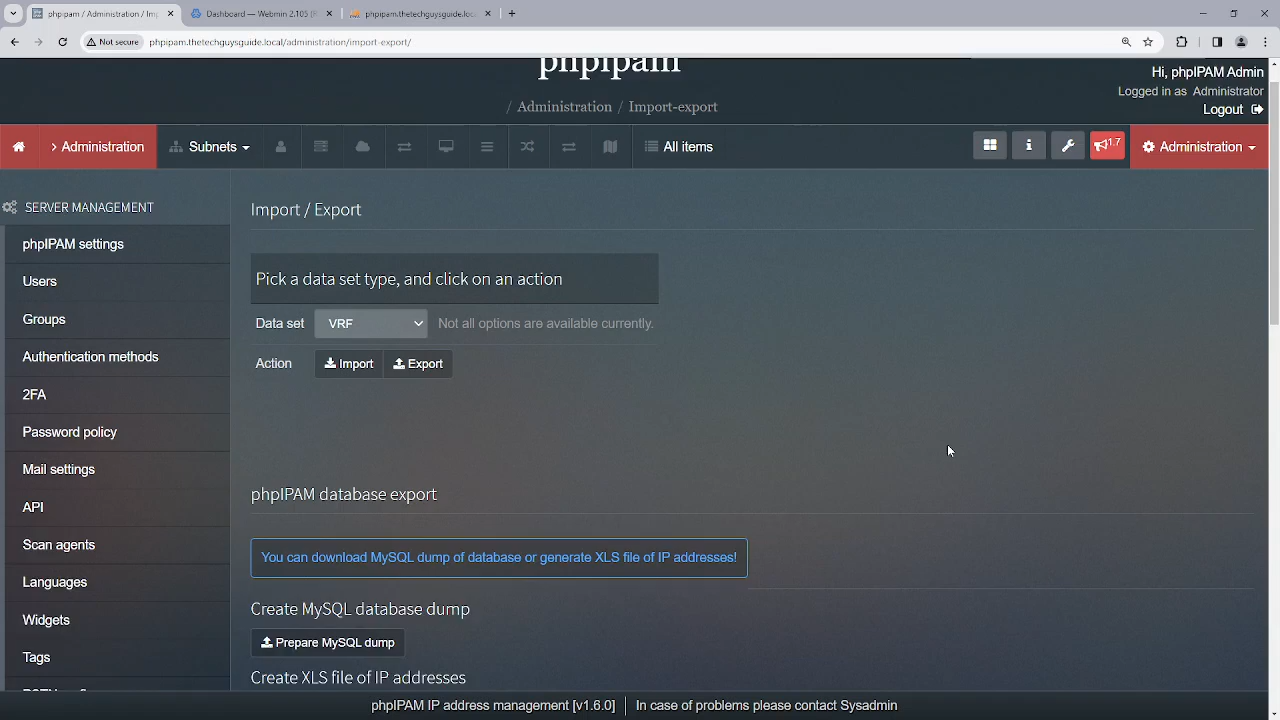 phpipam / Administration / Im
Dashboard — Webmin 2.105 (
phpipam.thetechguysguide.loca
Not secure
phpipam.thetechguysguide.local/administration/import-export/
phpipam
Hi, phpIPAM Admin
/ Administration / Import-export
Logged in as Administrator
Logout
Administration
Subnets
All items
1.7
Administration
SERVER MANAGEMENT
phpIPAM settings
Users
Groups
Authentication methods
2FA
Password policy
Mail settings
API
Scan agents
Languages
Widgets
Tags
Import / Export
Pick a data set type, and click on an action
Data set
VRF
Not all options are available currently.
Action
Import
Export
phpIPAM database export
You can download MySQL dump of database or generate XLS file of IP addresses!
Create MySQL database dump
Prepare MySQL dump
Create XLS file of IP addresses
phpIPAM IP address management [v1.6.0]
In case of problems please contact Sysadmin